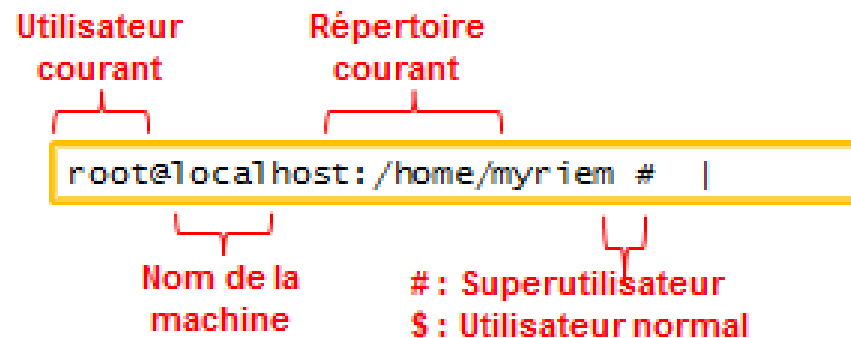 Utilisateur courant
Répertoire courant
root@localhost:/home/myriem # |
Nom de la machine
# : Superutilisateur
$ : Utilisateur normal